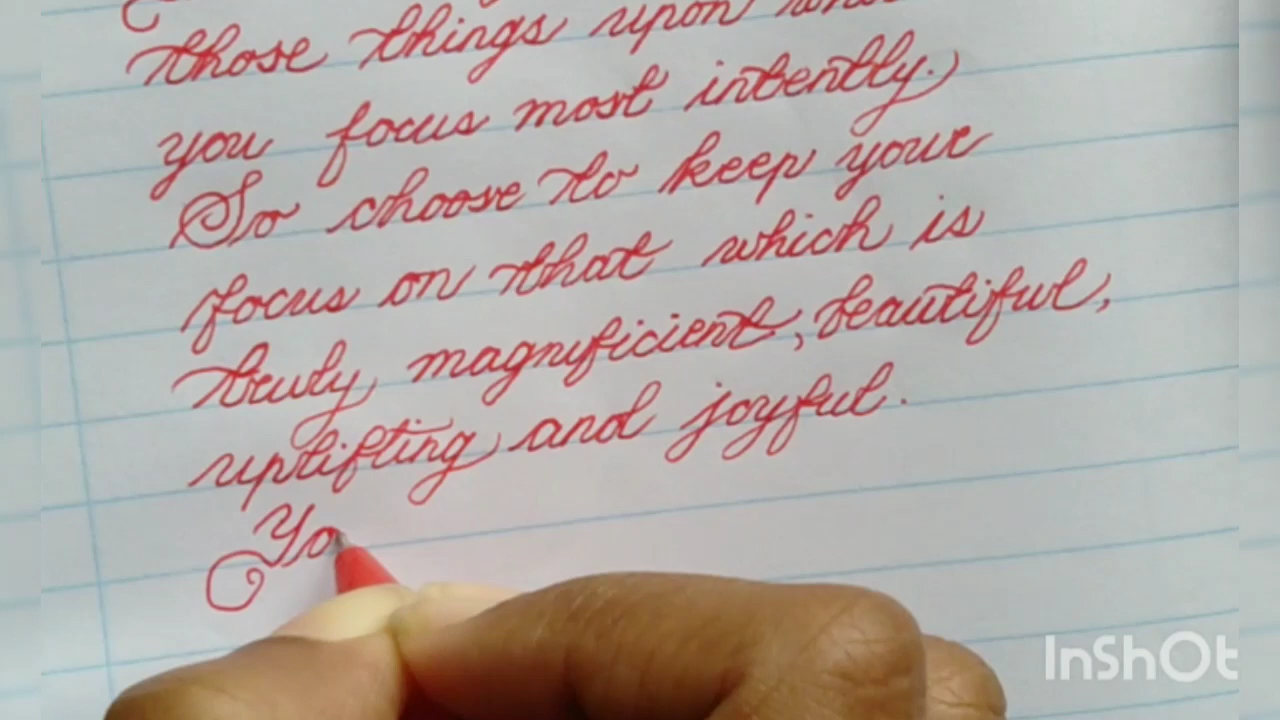 those things upon
you focus most intently.
So choose to keep your
focus on that which is
truly magnificient, beautiful,
uplifting and joyful.
Yo
InShOt